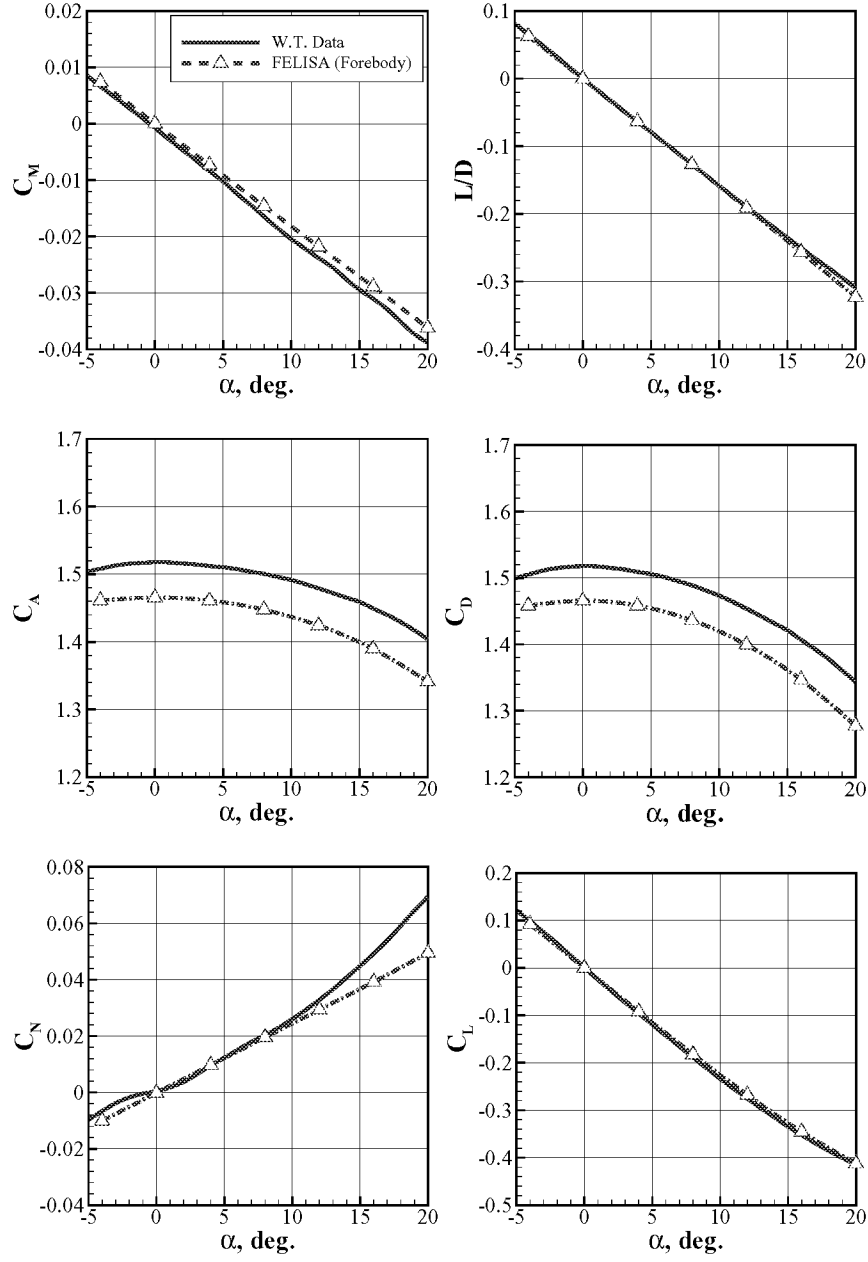 0.02
0.01
0
-0.01
-0.02
-0.03
-0.04
C_M
W.T. Data
FELISA (Forebody)
-5 0 5 10 15 20
α, deg.
0.1
0
-0.1
-0.2
-0.3
-0.4
L/D
-5 0 5 10 15 20
α, deg.
1.7
1.6
1.5
1.4
1.3
1.2
C_A
-5 0 5 10 15 20
α, deg.
1.7
1.6
1.5
1.4
1.3
1.2
C_D
-5 0 5 10 15 20
α, deg.
0.08
0.06
0.04
0.02
0
-0.02
-0.04
C_N
-5 0 5 10 15 20
α, deg.
0.2
0.1
0
-0.1
-0.2
-0.3
-0.4
-0.5
C_L
-5 0 5 10 15 20
α, deg.